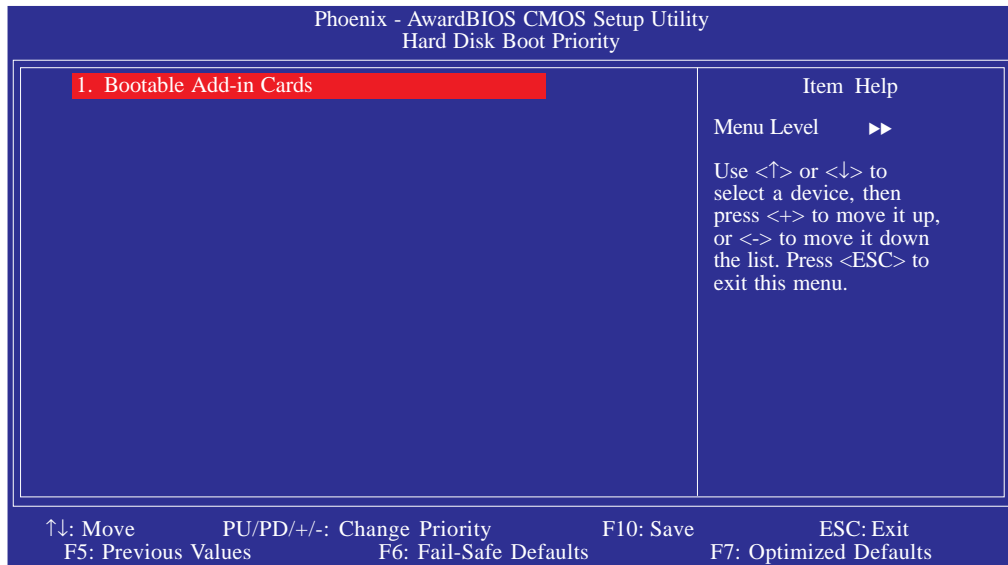 Phoenix - AwardBIOS CMOS Setup Utility
Hard Disk Boot Priority
1. Bootable Add-in Cards
Item Help
Menu Level ▶▶
Use <↑> or <↓> to
select a device, then
press <+> to move it up,
or <-> to move it down
the list. Press <ESC> to
exit this menu.
↑↓: Move PU/PD/+/-: Change Priority F10: Save ESC: Exit
F5: Previous Values F6: Fail-Safe Defaults F7: Optimized Defaults